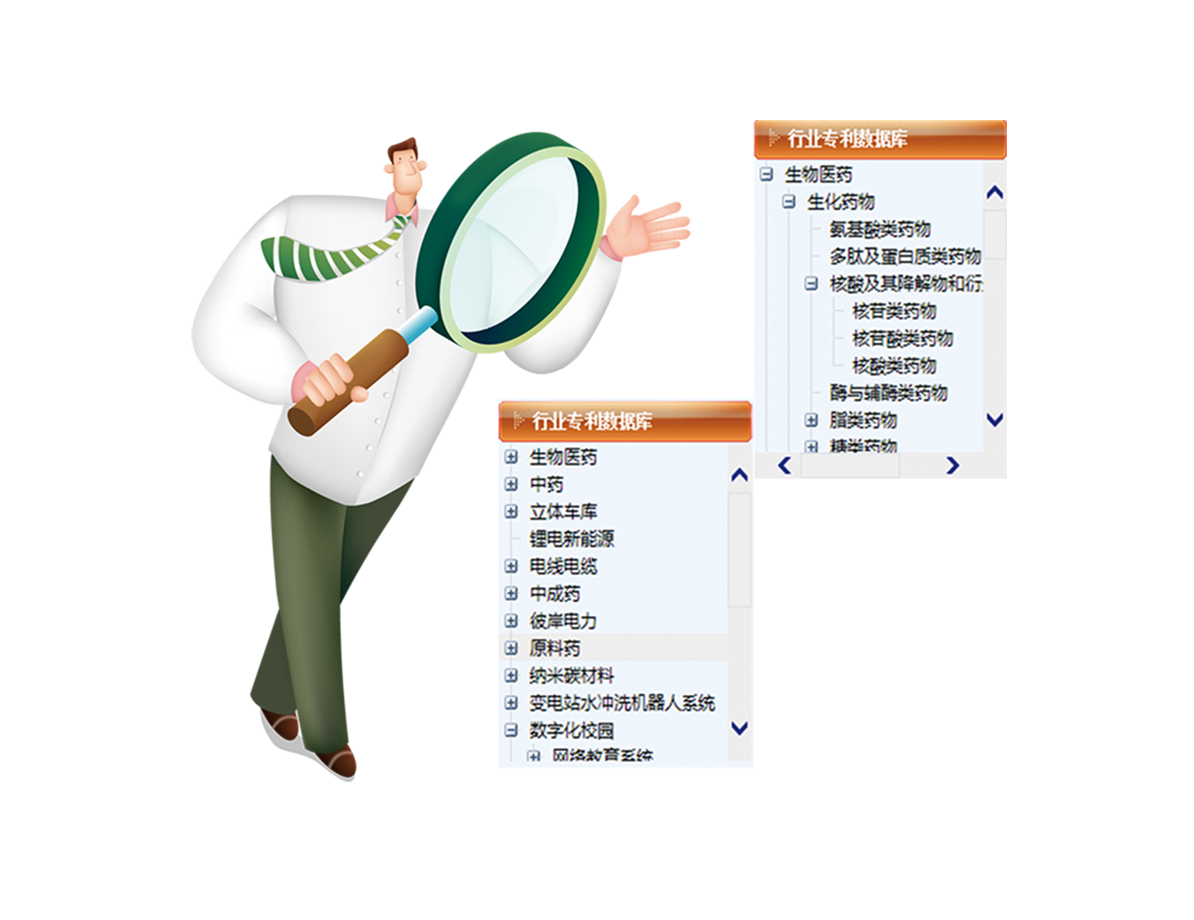 行业专利数据库
生物医药
生化药物
氨基酸类药物
多肽及蛋白质类药物
核酸及其降解物和衍
核苷类药物
核苷酸类药物
核酸类药物
酶与辅酶类药物
脂类药物
糖类药物
行业专利数据库
生物医药
中药
立体车库
锂电新能源
电线电缆
中成药
彼岸电力
原料药
纳米碳材料
变电站水冲洗机器人系统
数字化校园
网络教育系统